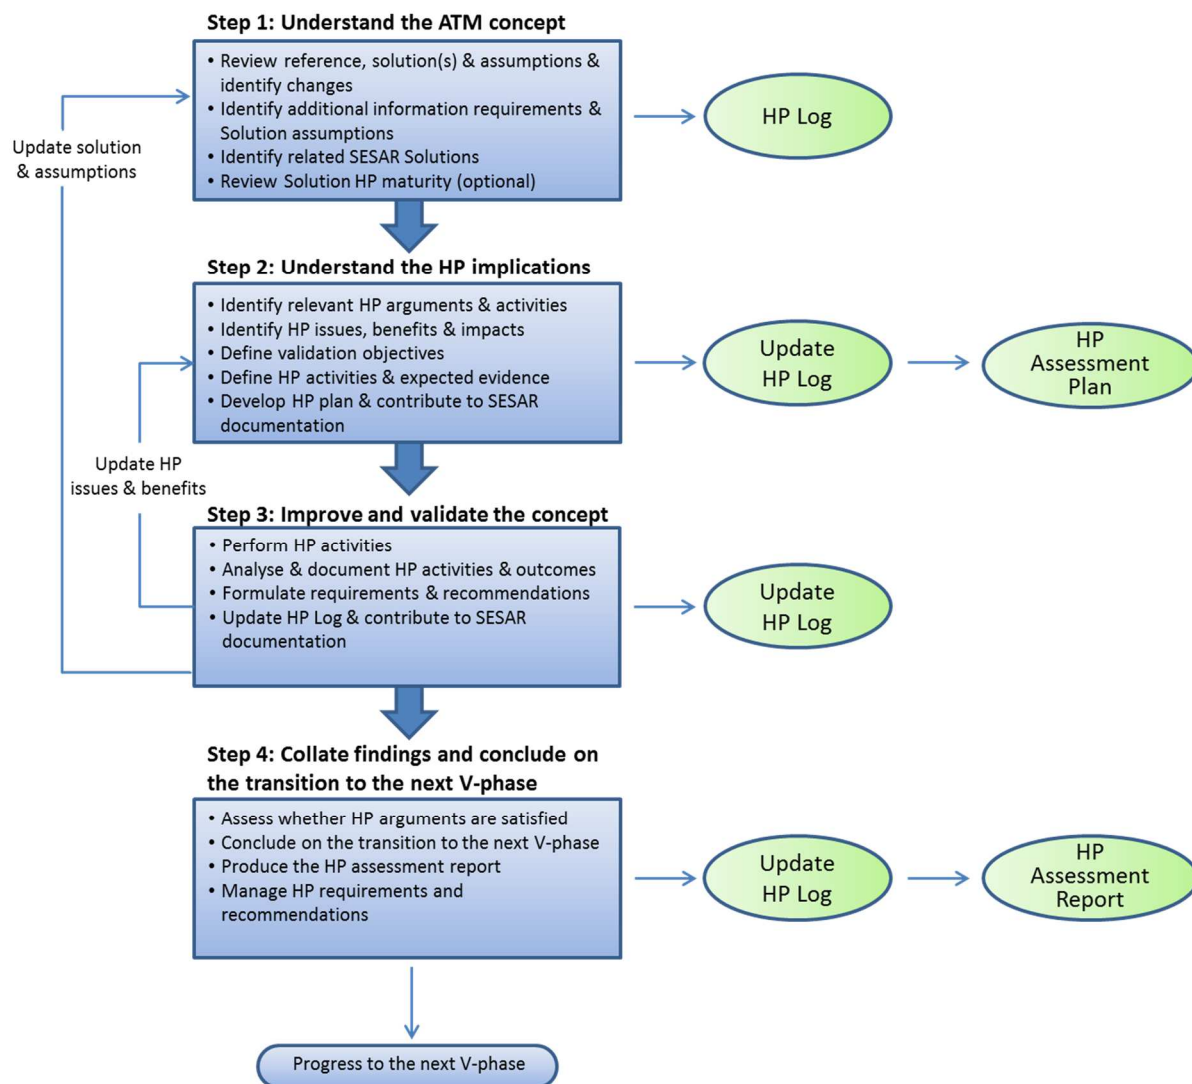 Step 1: Understand the ATM concept
• Review reference, solution(s) & assumptions &
identify changes
• Identify additional information requirements &
Solution assumptions
• Identify related SESAR Solutions
• Review Solution HP maturity (optional)
HP Log
Update solution
& assumptions
Step 2: Understand the HP implications
• Identify relevant HP arguments & activities
• Identify HP issues, benefits & impacts
• Define validation objectives
• Define HP activities & expected evidence
• Develop HP plan & contribute to SESAR
documentation
Update
HP Log
HP
Assessment
Plan
Update HP
issues & benefits
Step 3: Improve and validate the concept
• Perform HP activities
• Analyse & document HP activities & outcomes
• Formulate requirements & recommendations
• Update HP Log & contribute to SESAR
documentation
Update
HP Log
Step 4: Collate findings and conclude on
the transition to the next V-phase
• Assess whether HP arguments are satisfied
• Conclude on the transition to the next V-phase
• Produce the HP assessment report
• Manage HP requirements and
recommendations
Update
HP Log
HP
Assessment
Report
Progress to the next V-phase